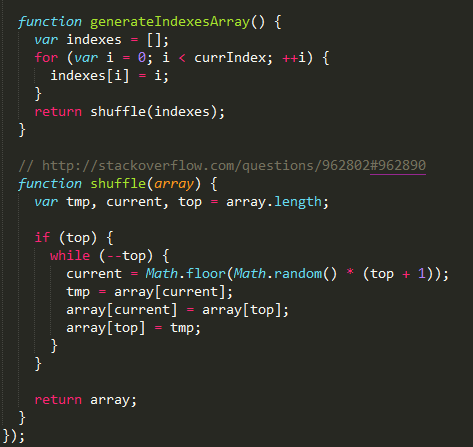 function generateIndexesArray() {
var indexes = [];
for (var i = 0; i < currIndex; ++i) {
indexes[i] = i;
}
return shuffle(indexes);
}
// http://stackoverflow.com/questions/962802#962890
function shuffle(array) {
var tmp, current, top = array.length;
if (top) {
while (--top) {
current = Math.floor(Math.random() * (top + 1));
tmp = array[current];
array[current] = array[top];
array[top] = tmp;
}
}
return array;
}
});